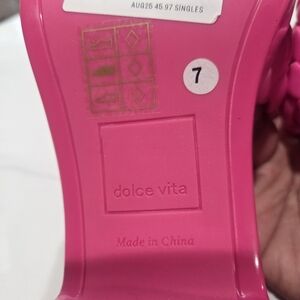 AUG26 45.97 SINGLES
7
dolce vita
Made in China